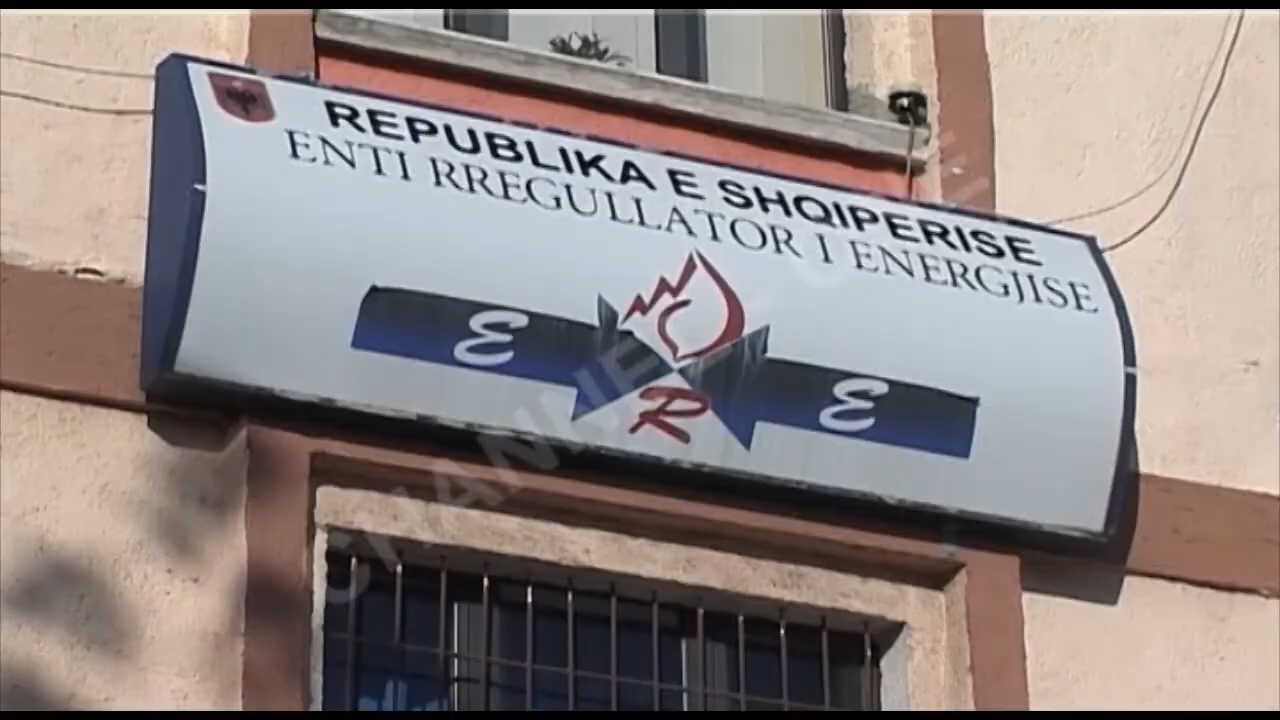 REPUBLIKA E SHQIPERISE
ENTI RREGULLATOR I ENERGJISE
E R E